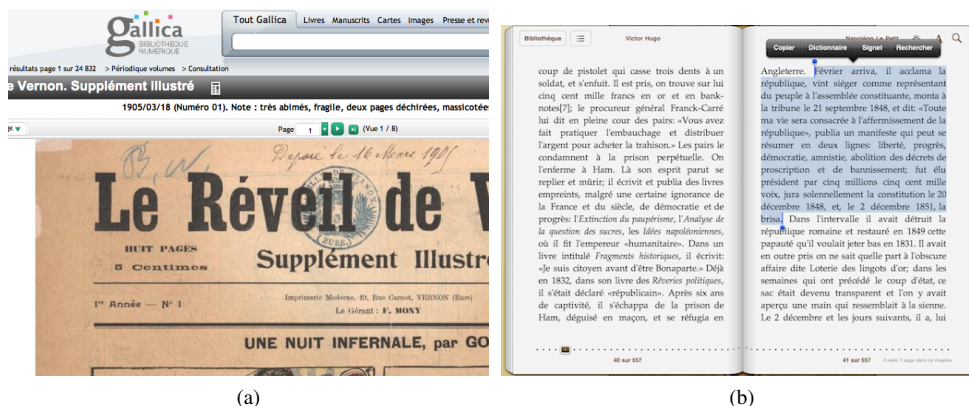 Gallica
BIBLIOTHÈQUE
NUMÉRIQUE
Tout Gallica Livres Manuscrits Cartes Images Presse et rev
résultats page 1 sur 24 832 > Périodique volumes > Consultation
e Vernon. Supplément illustré
1905/03/18 (Numéro 01). Note : très abimés, fragile, deux pages déchirées, massicotée
Page 1 (Vue 1 / 8)
B. N.
Déposé le 16 Mars 1905
Le Réveil de V
HUIT PAGES
5 Centimes
Supplément Illustr
1re Année — N° 1
Imprimerie Moderne, 19, Rue Carnot, VERNON (Eure)
Le Gérant : F. MONY
UNE NUIT INFERNALE, par GO
(a)
Bibliothèque
Victor Hugo
coup de pistolet qui casse trois dents à un
soldat, et s'enfuit. Il est pris, on trouve sur lui
cinq cent mille francs en or et en bank-
notes[7]; le procureur général Franck-Carré
lui dit en pleine cour des pairs: «Vous avez
fait pratiquer l'embauchage et distribuer
l'argent pour acheter la trahison.» Les pairs le
condamnent à la prison perpétuelle. On
l'enferme à Ham. Là son esprit parut se
replier et mûrir; il écrivit et publia des livres
empreints, malgré une certaine ignorance de
la France et du siècle, de démocratie et de
progrès: l'Extinction du paupérisme, l'Analyse de
la question des sucres, les Idées napoléoniennes,
où il fit l'empereur «humanitaire». Dans un
livre intitulé Fragments historiques, il écrivit:
«Je suis citoyen avant d'être Bonaparte.» Déjà
en 1832, dans son livre des Rêveries politiques,
il s'était déclaré «républicain». Après six ans
de captivité, il s'échappa de la prison de
Ham, déguisé en maçon, et se réfugia en
40 sur 557
Napoléon Le Petit
A
Copier Dictionnaire Signet Rechercher
Angleterre. Février arriva, il acclama la
république, vint siéger comme représentant
du peuple à l'assemblée constituante, monta à
la tribune le 21 septembre 1848, et dit: «Toute
ma vie sera consacrée à l'affermissement de la
république», publia un manifeste qui peut se
résumer en deux lignes: liberté, progrès,
démocratie, amnistie, abolition des décrets de
proscription et de bannissement; fut élu
président par cinq millions cinq cent mille
voix, jura solennellement la constitution le 20
décembre 1848, et, le 2 décembre 1851, la
brisa. Dans l'intervalle il avait détruit la
république romaine et restauré en 1849 cette
papauté qu'il voulait jeter bas en 1831. Il avait
en outre pris on ne sait quelle part à l'obscure
affaire dite Loterie des lingots d'or; dans les
semaines qui ont précédé le coup d'état, ce
sac était devenu transparent et l'on y avait
aperçu une main qui ressemblait à la sienne.
Le 2 décembre et les jours suivants, il a, lui
41 sur 557
(b)